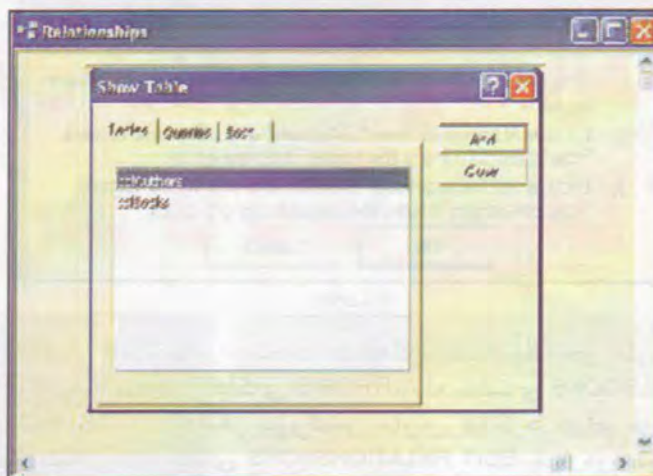 Relationships
Show Table
Tables Queries Both
Add
Close
tblAuthors
tblBooks